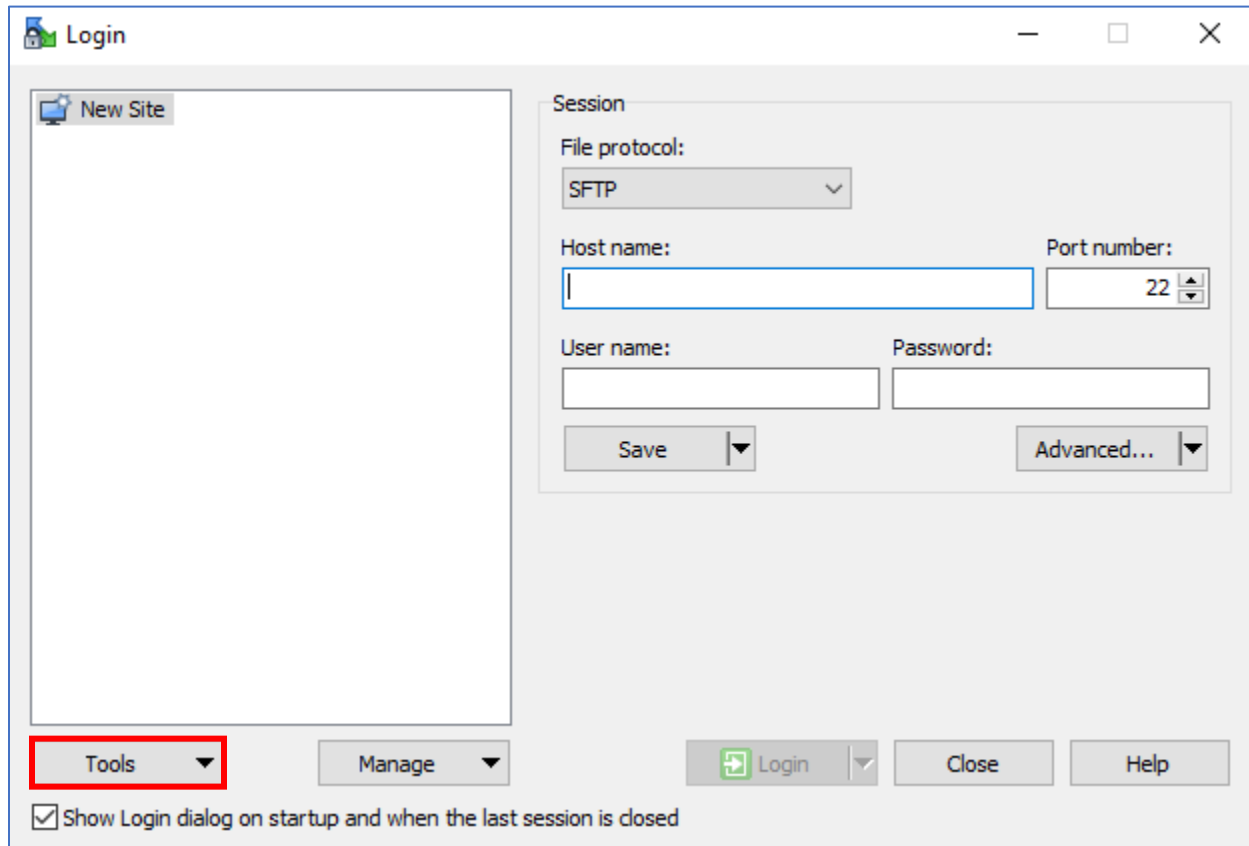 Login
New Site
Session
File protocol:
SFTP
Host name:
Port number:
22
User name:
Password:
Save
Advanced...
Tools
Manage
Login
Close
Help
Show Login dialog on startup and when the last session is closed